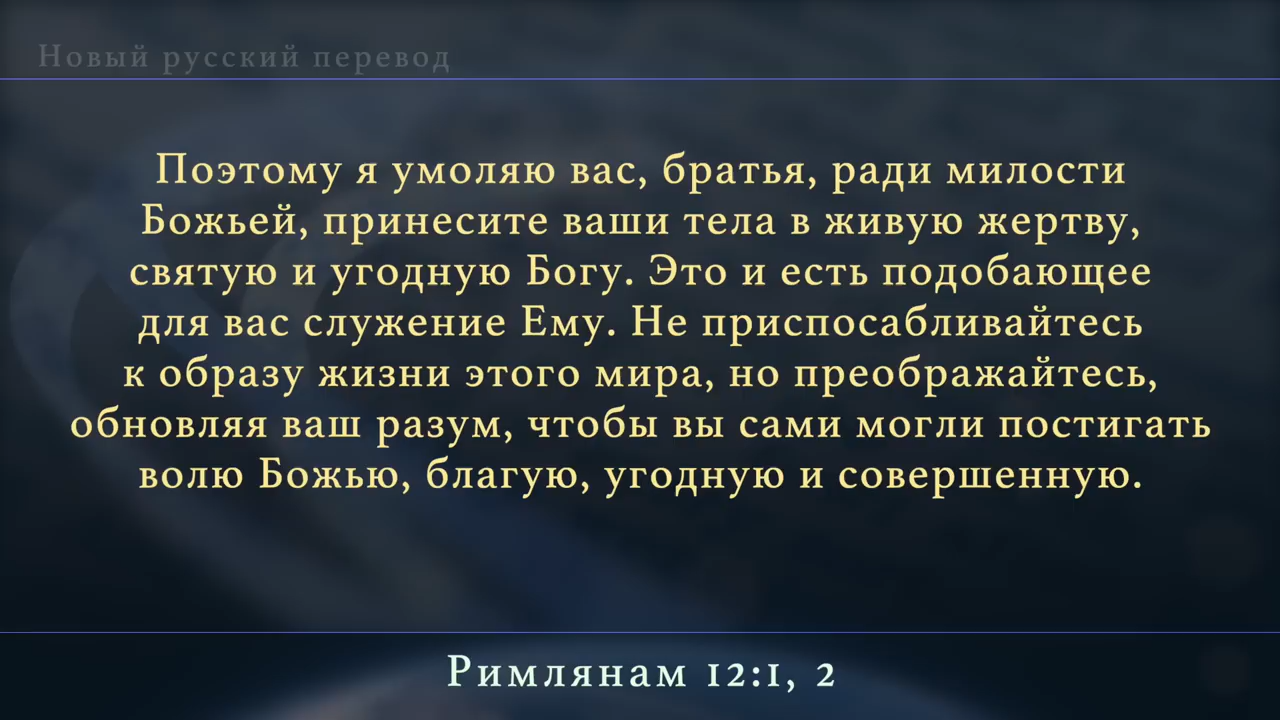 Новый русский перевод
Поэтому я умоляю вас, братья, ради милости
Божьей, принесите ваши тела в живую жертву,
святую и угодную Богу. Это и есть подобающее
для вас служение Ему. Не приспосабливайтесь
к образу жизни этого мира, но преображайтесь,
обновляя ваш разум, чтобы вы сами могли постигать
волю Божью, благую, угодную и совершенную.
Римлянам 12:1, 2